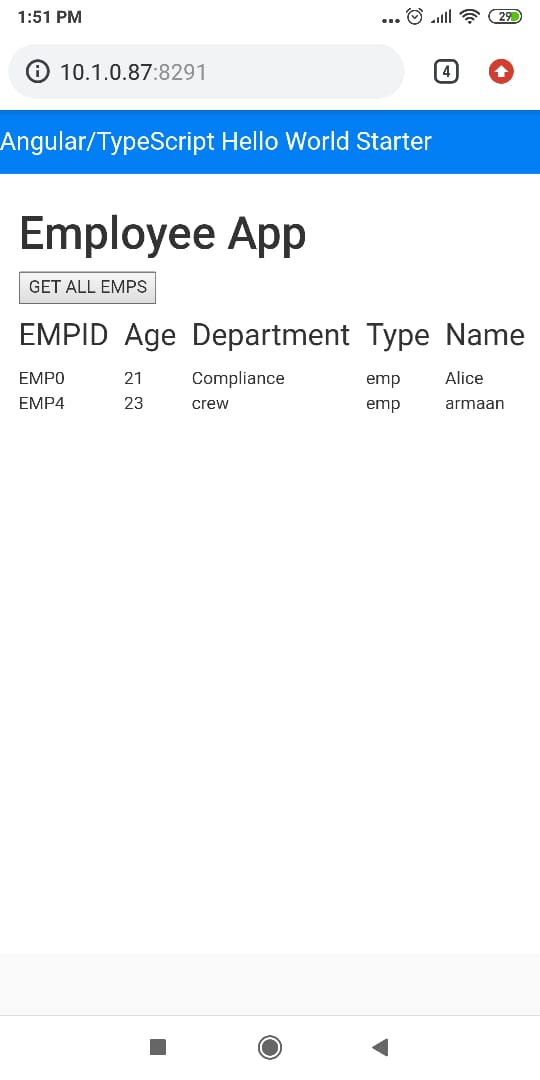 1:51 PM
29
10.1.0.87:8291
4
Angular/TypeScript Hello World Starter
Employee App
GET ALL EMPS
EMPID Age Department Type Name
EMP0 21 Compliance emp Alice
EMP4 23 crew emp armaan